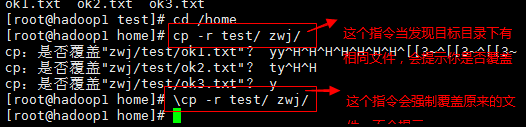 ok1.txt  ok2.txt  ok3.txt
[root@hadoop1 test]# cd /home
[root@hadoop1 home]# cp -r test/ zwj/
cp：是否覆盖"zwj/test/ok1.txt"？ yy^H^H^H^H^H^H^H^[[3~^[[3~^[[3~
cp：是否覆盖"zwj/test/ok2.txt"？ ty^H^H
cp：是否覆盖"zwj/test/ok3.txt"？ y
[root@hadoop1 home]# \cp -r test/ zwj/
[root@hadoop1 home]#
这个指令当发现目标目录下有
相同文件，会提示你是否覆盖
这个指令会强制覆盖原来的文